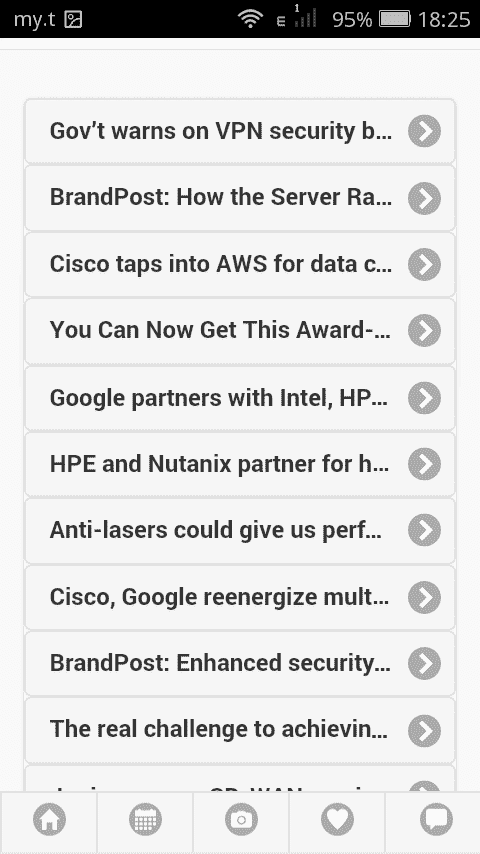 my.t 1 95% 18:25
Gov't warns on VPN security b...
BrandPost: How the Server Ra...
Cisco taps into AWS for data c...
You Can Now Get This Award-...
Google partners with Intel, HP...
HPE and Nutanix partner for h...
Anti-lasers could give us perf...
Cisco, Google reenergize mult...
BrandPost: Enhanced security...
The real challenge to achievin...
SD-WAN